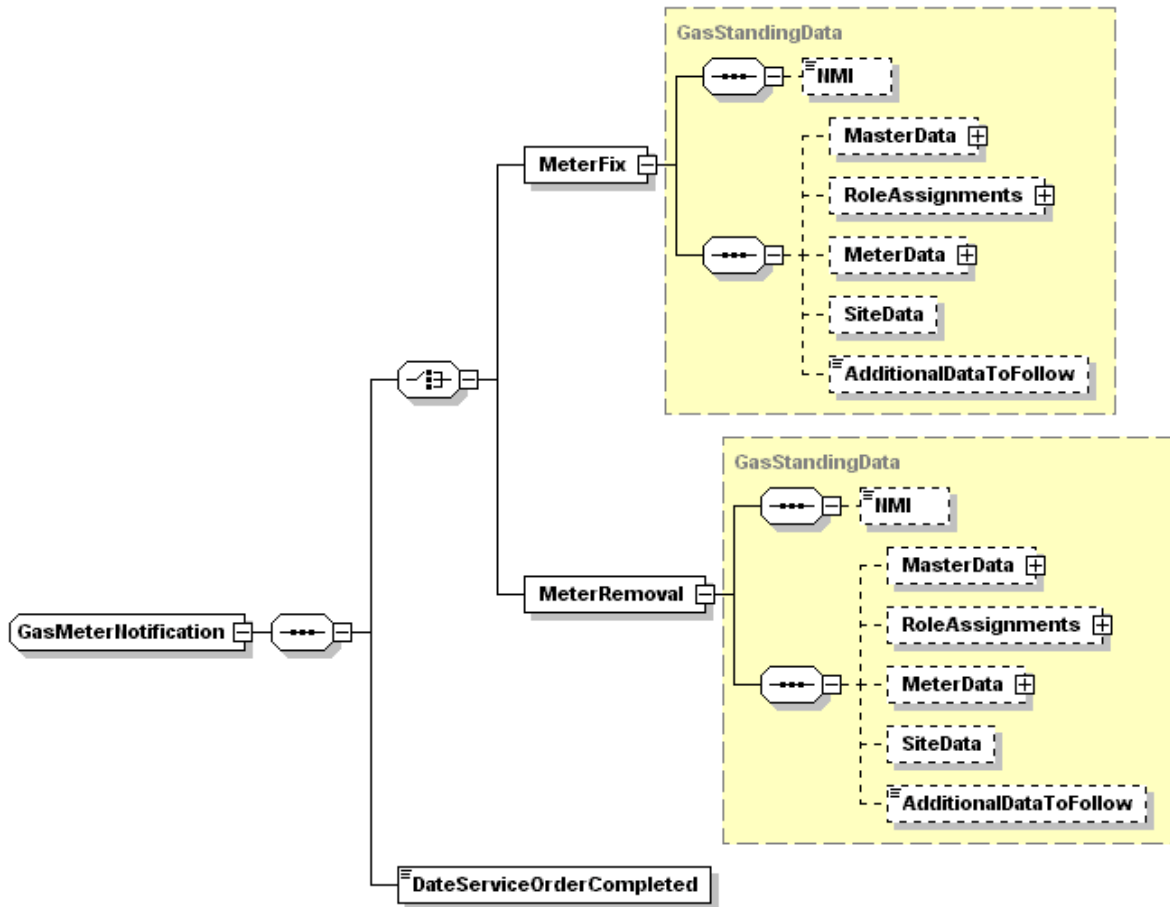 GasStandingData
NMI
MasterData
MeterFix
RoleAssignments
MeterData
SiteData
AdditionalDataToFollow
GasStandingData
NMI
MasterData
MeterRemoval
RoleAssignments
GasMeterNotification
MeterData
SiteData
AdditionalDataToFollow
DateServiceOrderCompleted